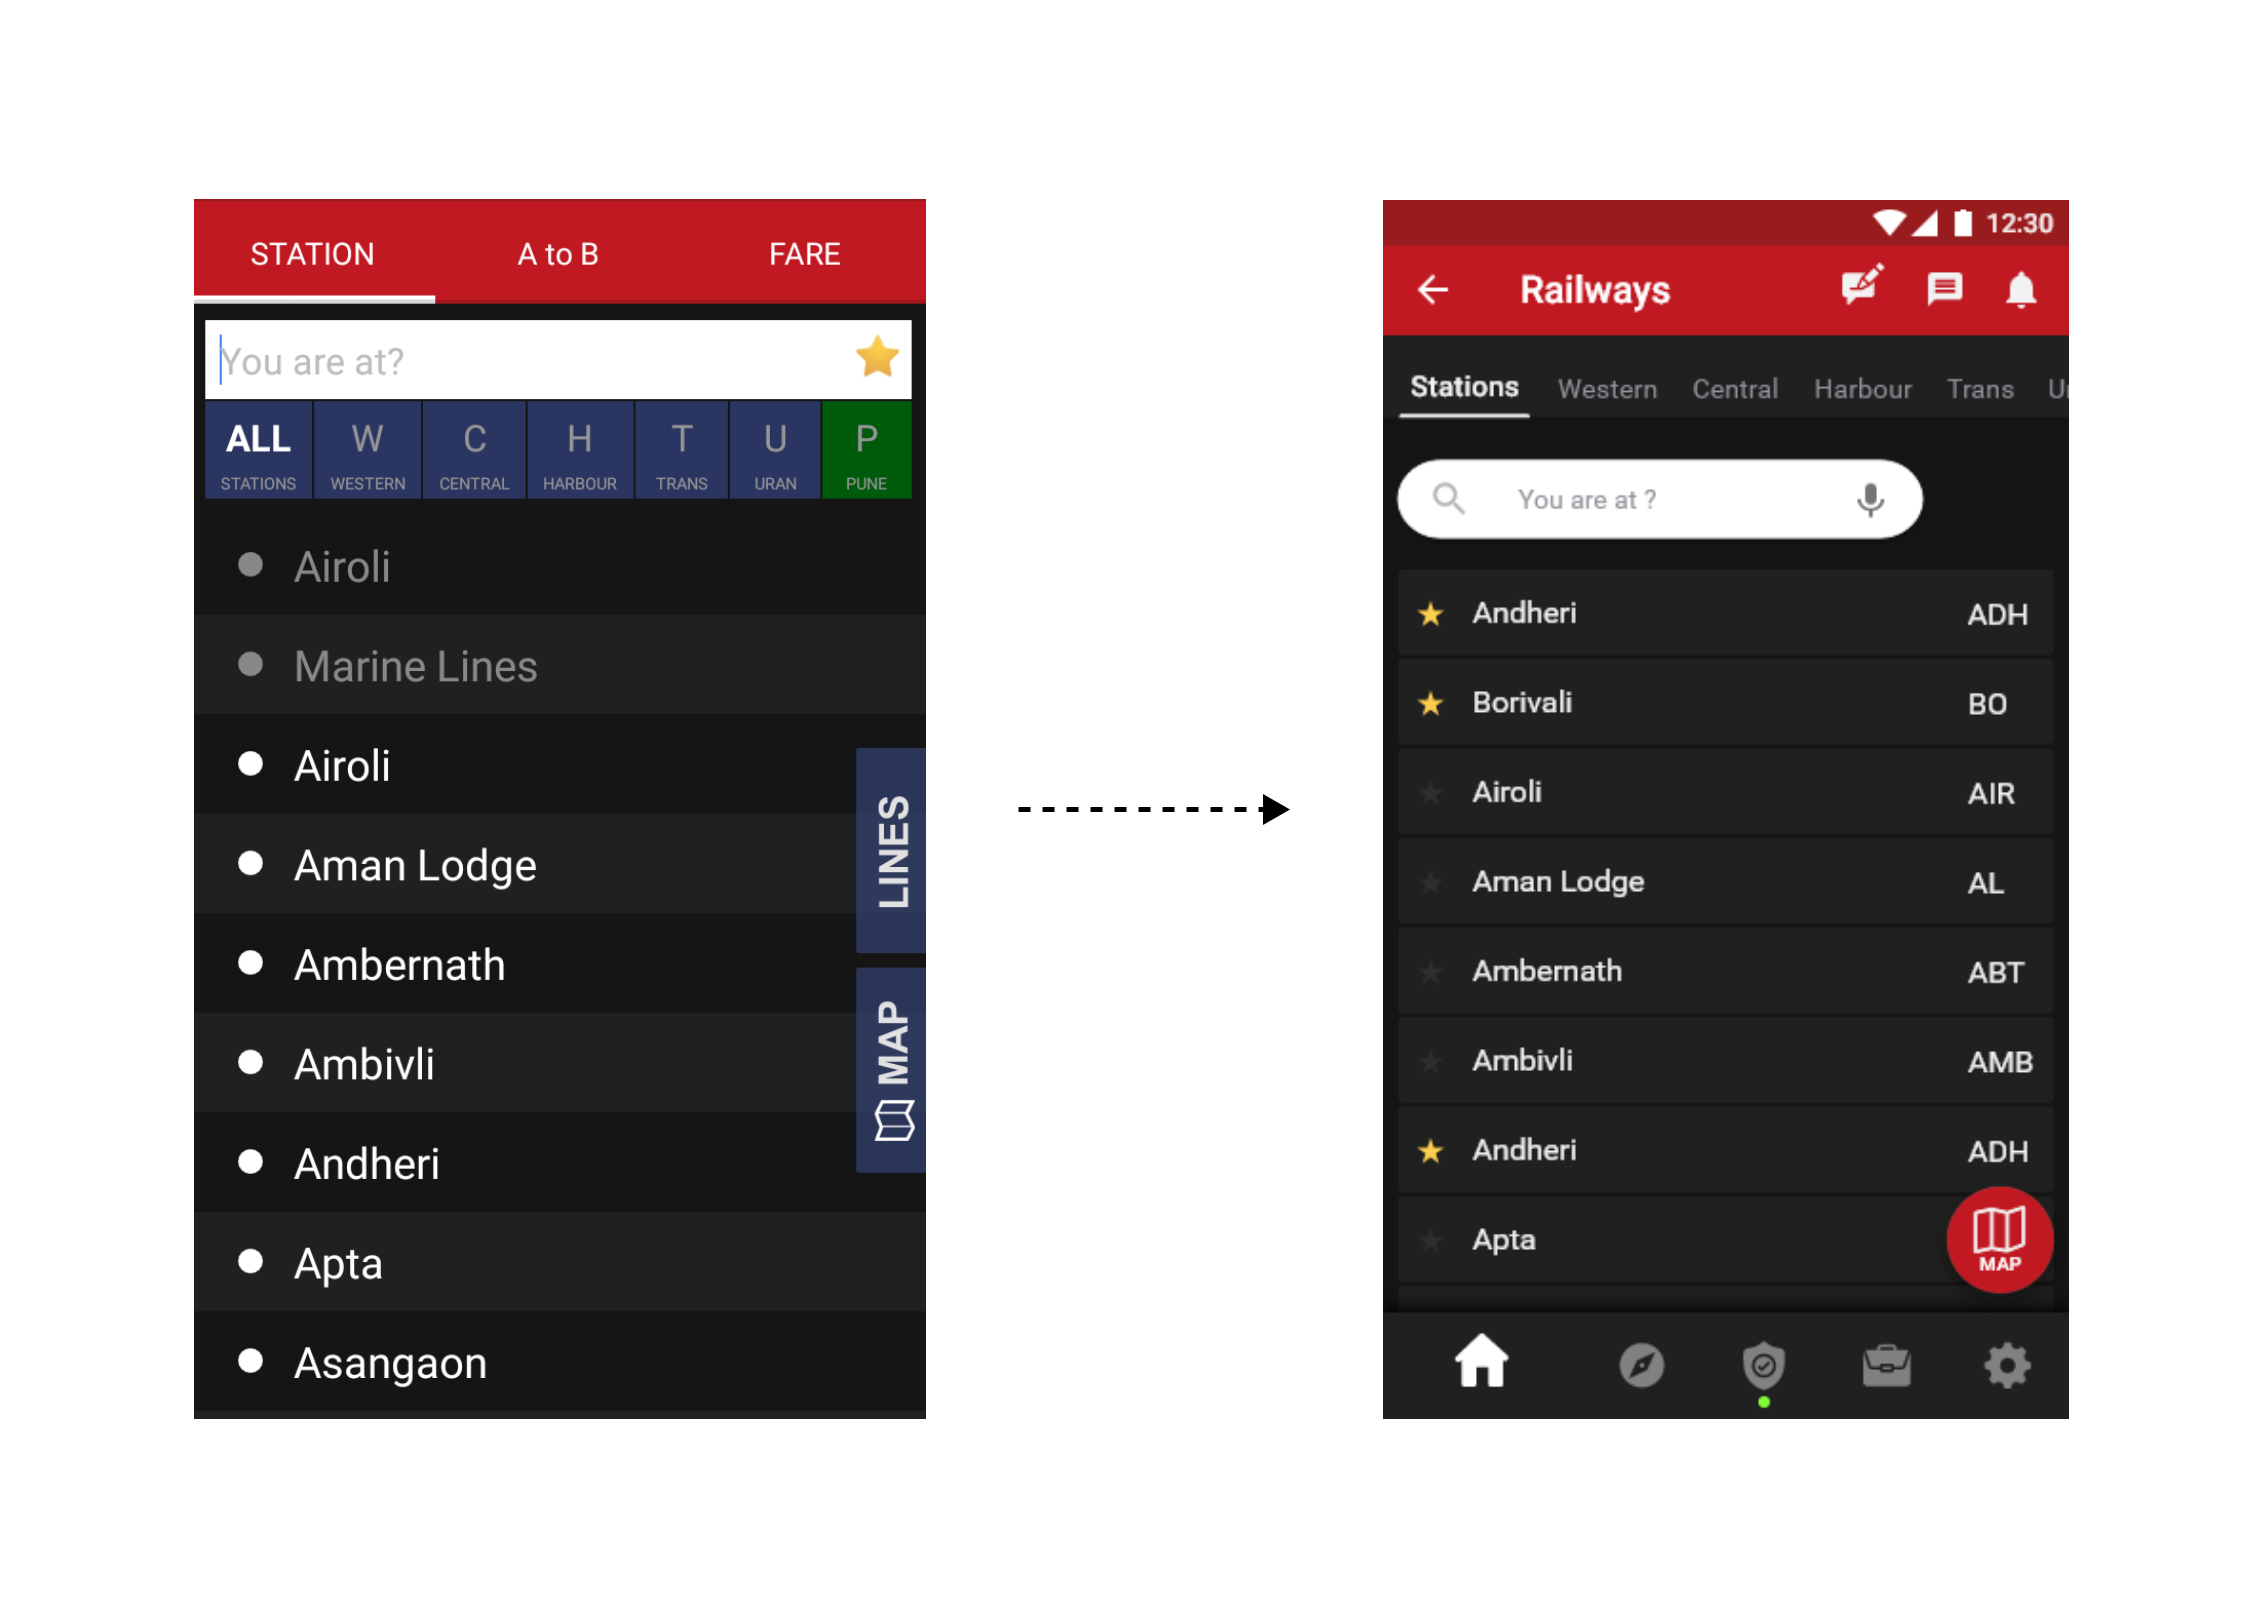 STATION A to B FARE
You are at?
ALL W C H T U P
STATIONS WESTERN CENTRAL HARBOUR TRANS URAN PUNE
Airoli
Marine Lines
Airoli
Aman Lodge
Ambernath
Ambivli
Andheri
Apta
Asangaon
LINES
MAP
12:30
Railways
Stations Western Central Harbour Trans U
You are at ?
Andheri ADH
Borivali BO
Airoli AIR
Aman Lodge AL
Ambernath ABT
Ambivli AMB
Andheri ADH
Apta
MAP